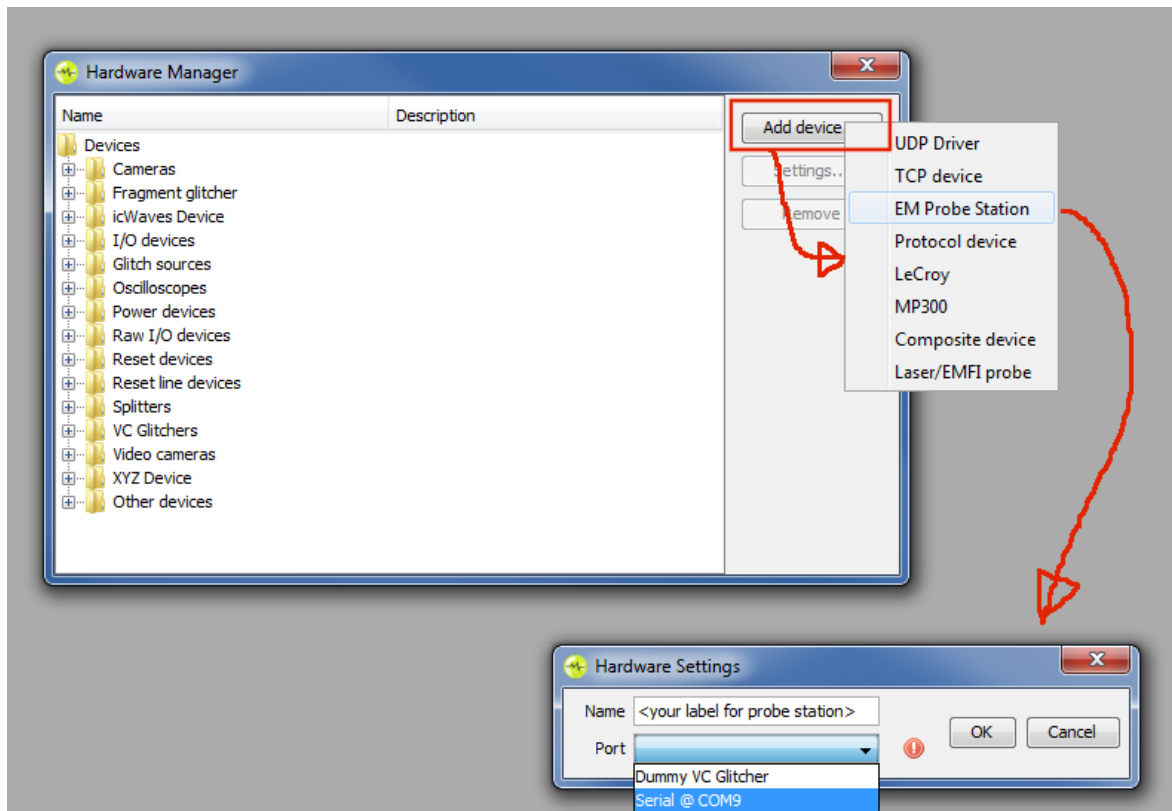 Hardware Manager
Name Description
Devices
Cameras
Fragment glitcher
icWaves Device
I/O devices
Glitch sources
Oscilloscopes
Power devices
Raw I/O devices
Reset devices
Reset line devices
Splitters
VC Glitchers
Video cameras
XYZ Device
Other devices
Add device
Settings..
Remove
UDP Driver
TCP device
EM Probe Station
Protocol device
LeCroy
MP300
Composite device
Laser/EMFI probe
Hardware Settings
Name <your label for probe station>
Port
OK Cancel
Dummy VC Glitcher
Serial @ COM9